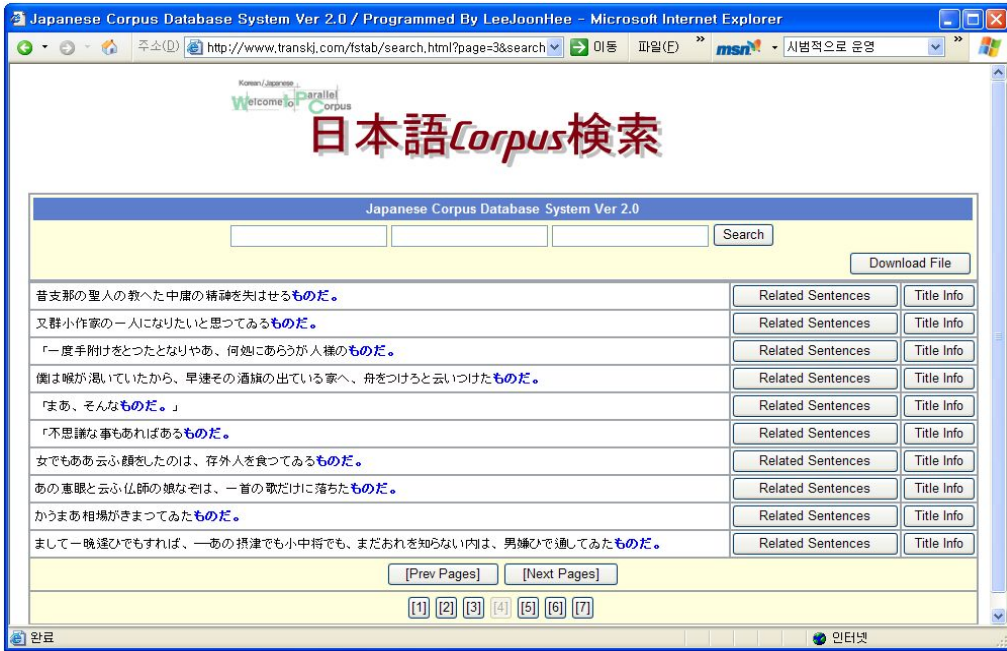 Japanese Corpus Database System Ver 2.0 / Programmed By LeeJoonHee - Microsoft Internet Explorer
주소(D) http://www.transkj.com/fstab/search.html?page=3&search 이동 파일(F) » msn 시범적으로 운영 »
Korean/Japanese
Welcome to Parallel Corpus
日本語Corpus検索
Japanese Corpus Database System Ver 2.0
Search
Download File
昔支那の聖人の教へた中庸の精神を失はせるものだ。 Related Sentences Title Info
又群小作家の一人になりたいと思つてゐるものだ。 Related Sentences Title Info
「一度手附けをとつたとなりやあ、何処にあらうが人様のものだ。 Related Sentences Title Info
僕は喉が渇いていたから、早速その酒旗の出ている家へ、舟をつけろと云いつけたものだ。 Related Sentences Title Info
「まあ、そんなものだ。」 Related Sentences Title Info
「不思議な事もあればあるものだ。 Related Sentences Title Info
女でもああ云ふ顔をしたのは、存外人を食つてゐるものだ。 Related Sentences Title Info
あの恵眼と云ふ仏師の娘なぞは、一首の歌だけに落ちたものだ。 Related Sentences Title Info
かうまあ相場がきまつてゐたものだ。 Related Sentences Title Info
まして一晩逢ひでもすれば、――あの摂津でも小中将でも、まだおれを知らない内は、男嫌ひで通してゐたものだ。 Related Sentences Title Info
[Prev Pages] [Next Pages]
[1] [2] [3] [4] [5] [6] [7]
완료 인터넷